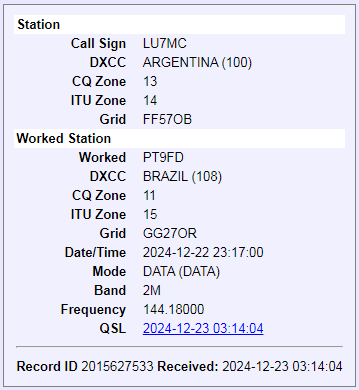 Station
Call Sign LU7MC
DXCC ARGENTINA (100)
CQ Zone 13
ITU Zone 14
Grid FF57OB
Worked Station
Worked PT9FD
DXCC BRAZIL (108)
CQ Zone 11
ITU Zone 15
Grid GG27OR
Date/Time 2024-12-22 23:17:00
Mode DATA (DATA)
Band 2M
Frequency 144.18000
QSL 2024-12-23 03:14:04
Record ID 2015627533 Received: 2024-12-23 03:14:04